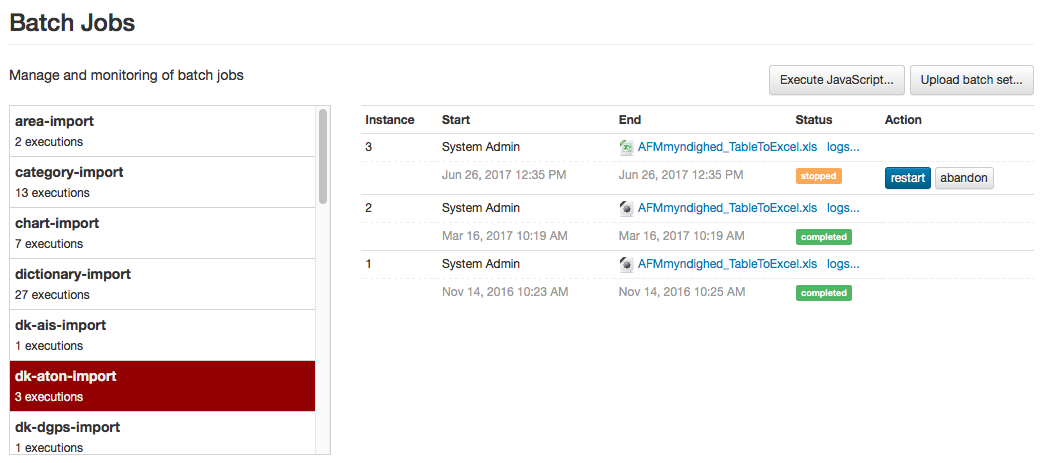 Batch Jobs
Manage and monitoring of batch jobs
Execute JavaScript... Upload batch set...
area-import
2 executions
category-import
13 executions
chart-import
7 executions
dictionary-import
27 executions
dk-ais-import
1 executions
dk-aton-import
3 executions
dk-dgps-import
1 executions
Instance Start End Status Action
3 System Admin AFMmyndighed_TableToExcel.xls logs...
Jun 26, 2017 12:35 PM Jun 26, 2017 12:35 PM stopped restart abandon
2 System Admin AFMmyndighed_TableToExcel.xls logs...
Mar 16, 2017 10:19 AM Mar 16, 2017 10:19 AM completed
1 System Admin AFMmyndighed_TableToExcel.xls logs...
Nov 14, 2016 10:23 AM Nov 14, 2016 10:25 AM completed